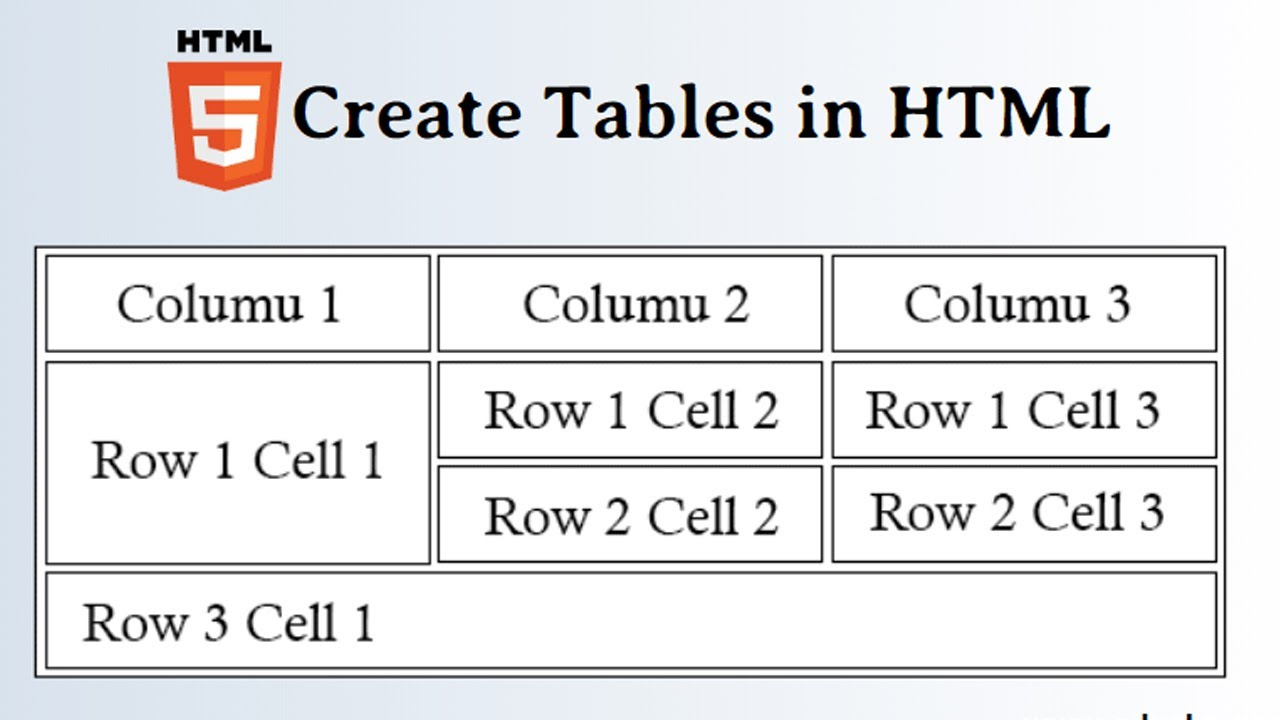 HTML
5 Create Tables in HTML
Columu 1 Columu 2 Columu 3
Row 1 Cell 1 Row 1 Cell 2 Row 1 Cell 3
Row 2 Cell 2 Row 2 Cell 3
Row 3 Cell 1